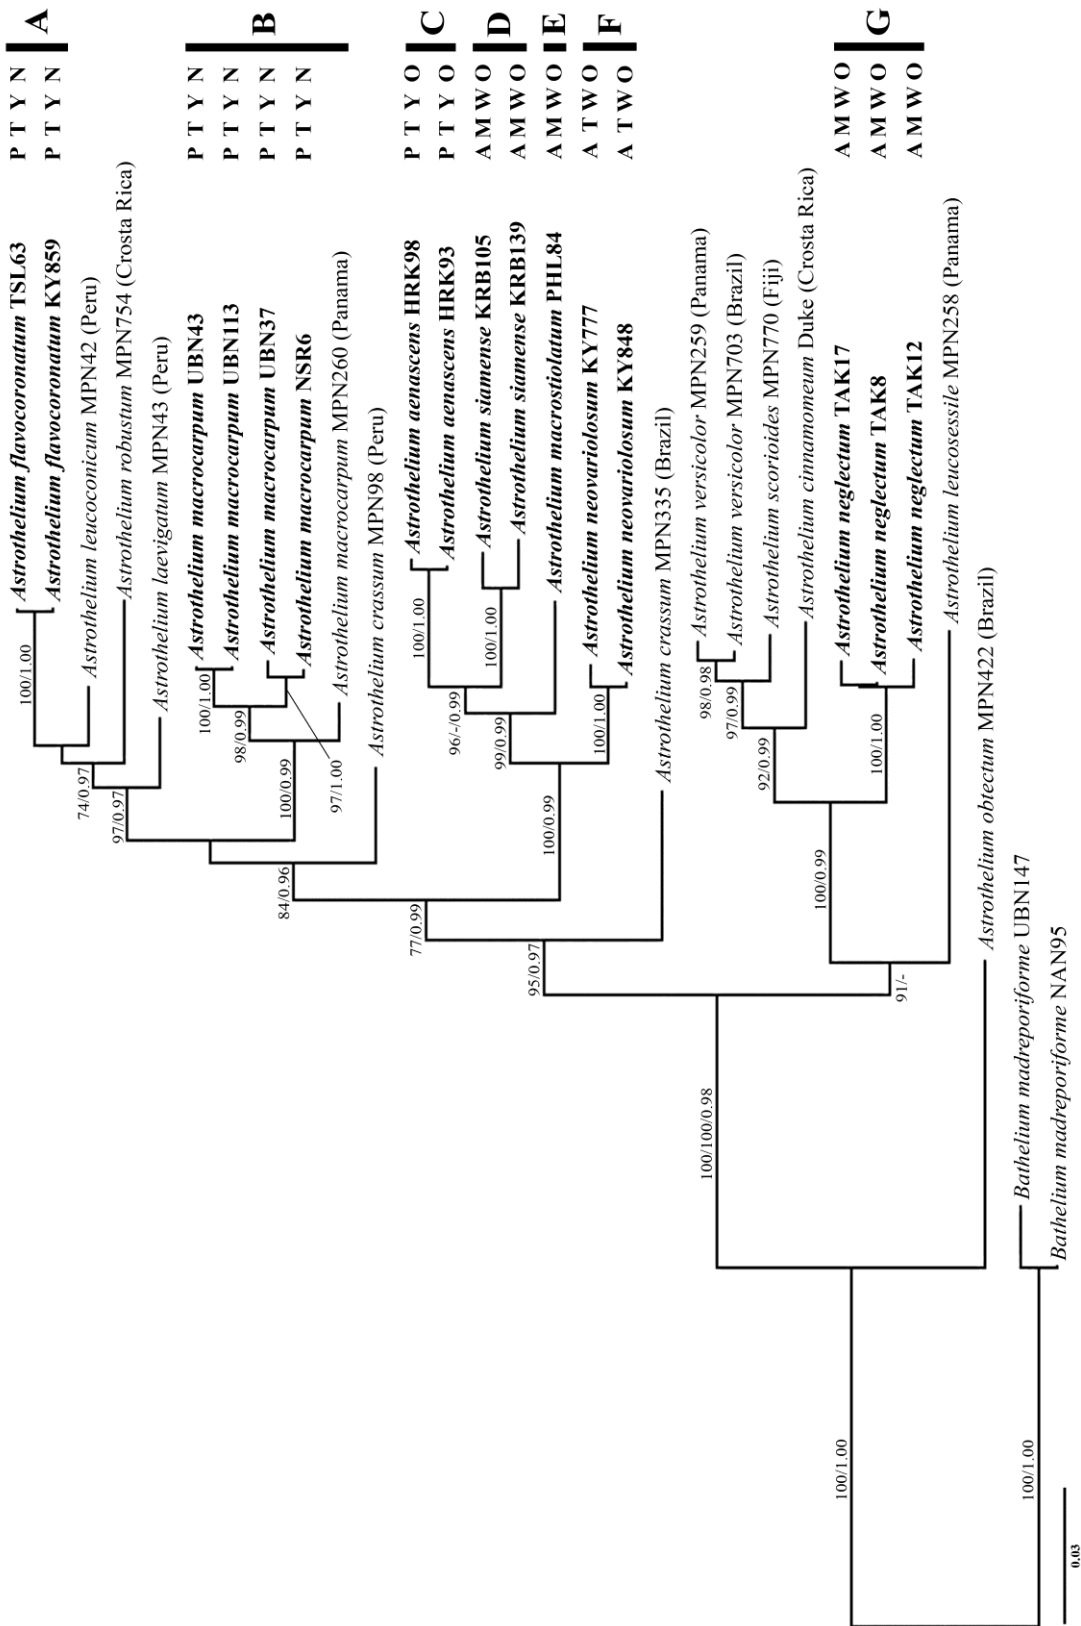 Astrothelium flavocoronatum TSL63 P T Y N
Astrothelium flavocoronatum KY859 P T Y N
A
Astrothelium leucoconicum MPN42 (Peru)
Astrothelium robustum MPN754 (Crosta Rica)
Astrothelium laevigatum MPN43 (Peru)
Astrothelium macrocarpum UBN43 P T Y N
Astrothelium macrocarpum UBN113 P T Y N
Astrothelium macrocarpum UBN37 P T Y N
Astrothelium macrocarpum NSR6 P T Y N
B
Astrothelium macrocarpum MPN260 (Panama)
Astrothelium crassum MPN98 (Peru)
Astrothelium aenascens HRK98 P T Y O
Astrothelium aenascens HRK93 P T Y O
C
Astrothelium siamense KRB105 AMWO
Astrothelium siamense KRB139 AMWO
D
Astrothelium macrostiolatum PHL84 AMWO
E
Astrothelium neovariolosum KY777 A T W O
Astrothelium neovariolosum KY848 A T W O
F
Astrothelium crassum MPN335 (Brazil)
Astrothelium versicolor MPN259 (Panama)
Astrothelium versicolor MPN703 (Brazil)
Astrothelium scorioides MPN770 (Fiji)
Astrothelium cinnamomeum Duke (Crosta Rica)
Astrothelium neglectum TAK17 AMWO
Astrothelium neglectum TAK8 AMWO
Astrothelium neglectum TAK12 AMWO
G
Astrothelium leucosessile MPN258 (Panama)
Astrothelium obtectum MPN422 (Brazil)
Bathelium madreporiforme UBN147
Bathelium madreporiforme NAN95
100/1.00
74/0.97
97/0.97
100/1.00
98/0.99
100/0.99
97/1.00
84/0.96
100/1.00
96/-/0.99
100/1.00
99/0.99
100/1.00
100/0.99
77/0.99
95/0.97
98/0.98
97/0.99
92/0.99
100/1.00
100/0.99
91/-
100/100/0.98
100/1.00
100/1.00
0.03